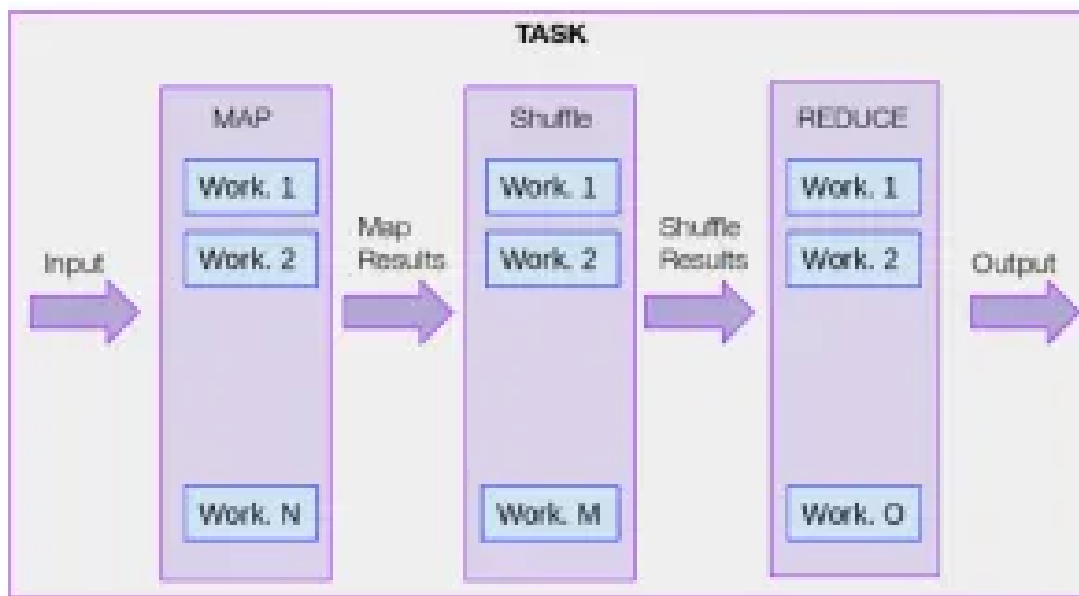 TASK
MAP
Work. 1
Work. 2
Work. N
Shuffle
Work. 1
Work. 2
Work. M
REDUCE
Work. 1
Work. 2
Work. O
Input
Map
Results
Shuffle
Results
Output